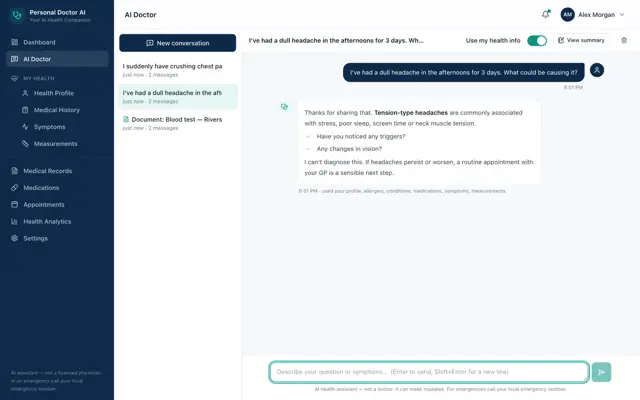 Personal Doctor AI
Your AI Health Companion
Dashboard
AI Doctor
MY HEALTH
Health Profile
Medical History
Symptoms
Measurements
Medical Records
Medications
Appointments
Health Analytics
Settings
AI assistant — not a licensed physician.
In an emergency call your local
emergency number.
AI Doctor
AM
Alex Morgan
New conversation
I suddenly have crushing chest pa
just now · 2 messages
I've had a dull headache in the aft
just now · 2 messages
Document: Blood test — Rivers
just now · 2 messages
I've had a dull headache in the afternoons for 3 days. Wh...
Use my health info
View summary
I've had a dull headache in the afternoons for 3 days. What could be causing it?
8:01 PM
Thanks for sharing that. Tension-type headaches are commonly associated
with stress, poor sleep, screen time or neck muscle tension.
Have you noticed any triggers?
Any changes in vision?
I can't diagnose this. If headaches persist or worsen, a routine appointment with
your GP is a sensible next step.
8:01 PM · used your profile, allergies, conditions, medications, symptoms, measurements
Describe your question or symptoms... (Enter to send, Shift+Enter for a new line)
AI health assistant — not a doctor. It can make mistakes. For emergencies call your local emergency number.